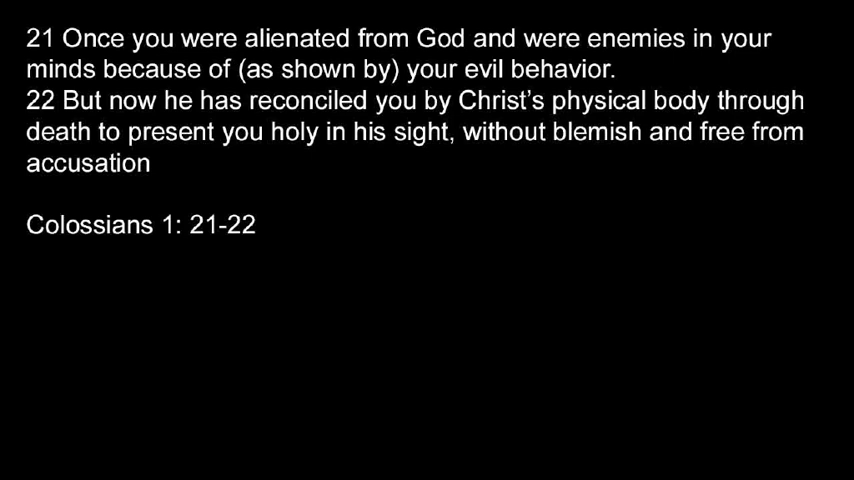 21 Once you were alienated from God and were enemies in your
minds because of (as shown by) your evil behavior.
22 But now he has reconciled you by Christ’s physical body through
death to present you holy in his sight, without blemish and free from
accusation
Colossians 1: 21-22